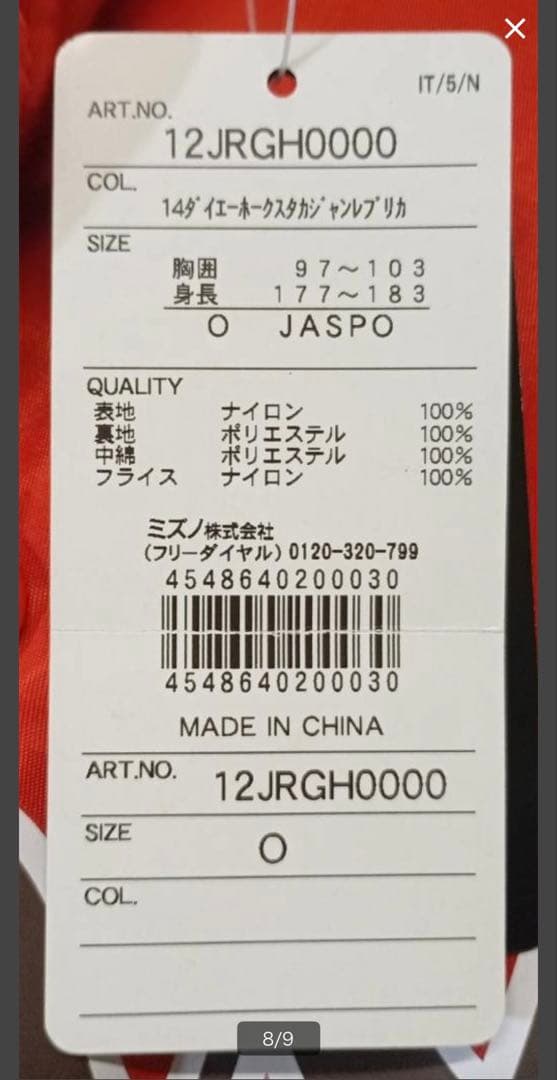 IT/5/N
ART.NO.
12JRGH0000
COL.
14ﾀﾞｲｴｰﾎｰｸｽﾀｶｼﾞｬﾝﾚﾌﾟﾘｶ
SIZE
胸囲 97～103
身長 177～183
O JASPO
QUALITY
表地 ナイロン 100%
裏地 ポリエステル 100%
中綿 ポリエステル 100%
フライス ナイロン 100%
ミズノ株式会社
(フリーダイヤル) 0120-320-799
4548640200030
4548640200030
MADE IN CHINA
ART.NO. 12JRGH0000
SIZE O
COL.
8/9